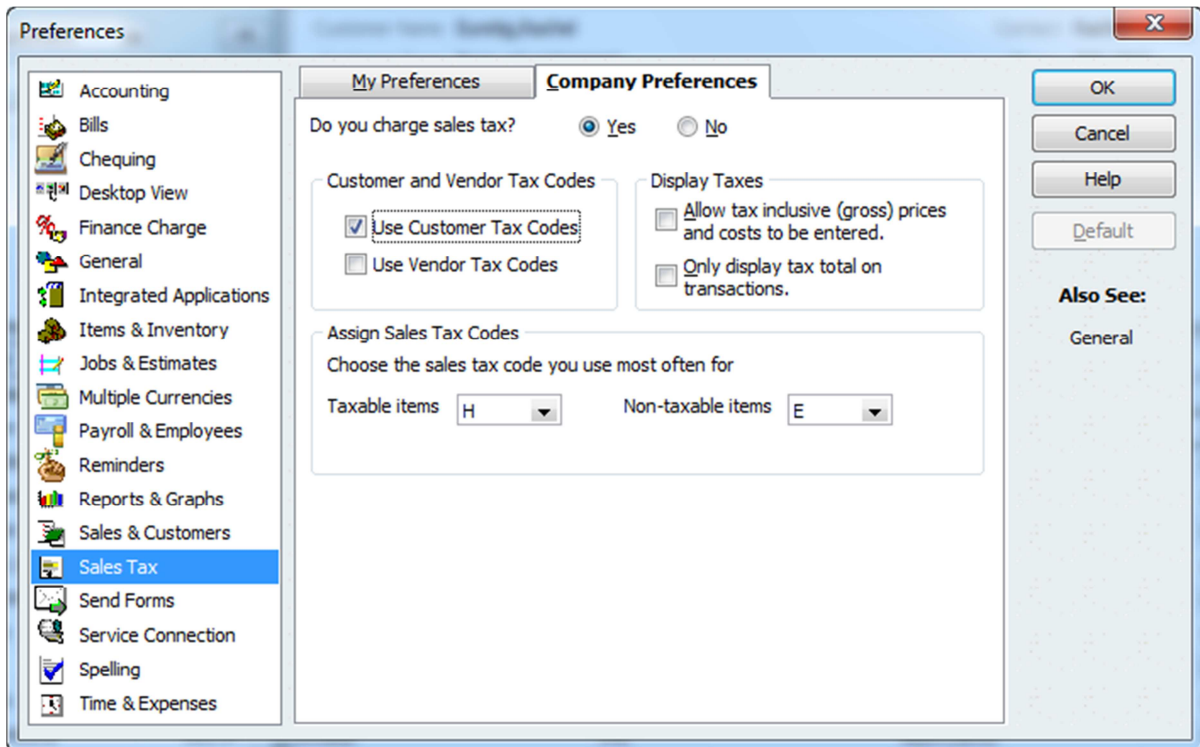 Preferences
Accounting
Bills
Chequing
Desktop View
Finance Charge
General
Integrated Applications
Items & Inventory
Jobs & Estimates
Multiple Currencies
Payroll & Employees
Reminders
Reports & Graphs
Sales & Customers
Sales Tax
Send Forms
Service Connection
Spelling
Time & Expenses
My Preferences
Company Preferences
Do you charge sales tax? Yes No
Customer and Vendor Tax Codes
Use Customer Tax Codes
Use Vendor Tax Codes
Display Taxes
Allow tax inclusive (gross) prices
and costs to be entered.
Only display tax total on
transactions.
Assign Sales Tax Codes
Choose the sales tax code you use most often for
Taxable items H Non-taxable items E
OK
Cancel
Help
Default
Also See:
General